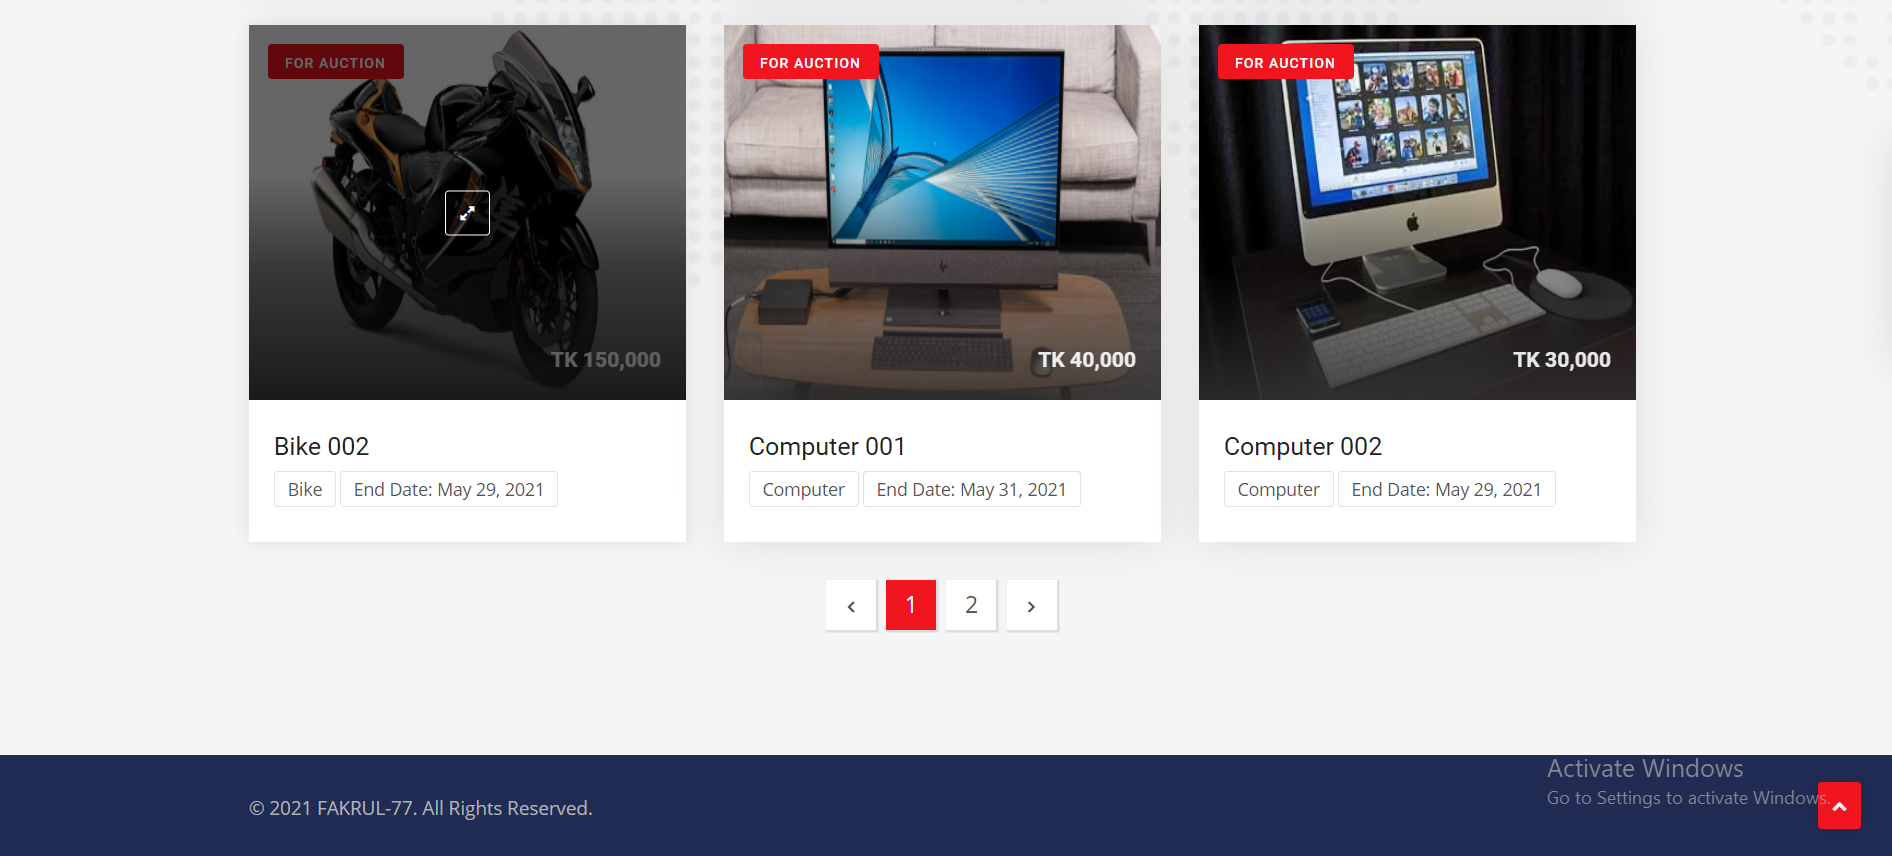 FOR AUCTION
TK 150,000
Bike 002
Bike
End Date: May 29, 2021
FOR AUCTION
TK 40,000
Computer 001
Computer
End Date: May 31, 2021
FOR AUCTION
TK 30,000
Computer 002
Computer
End Date: May 29, 2021
1
2
© 2021 FAKRUL-77. All Rights Reserved.
Activate Windows
Go to Settings to activate Windows.